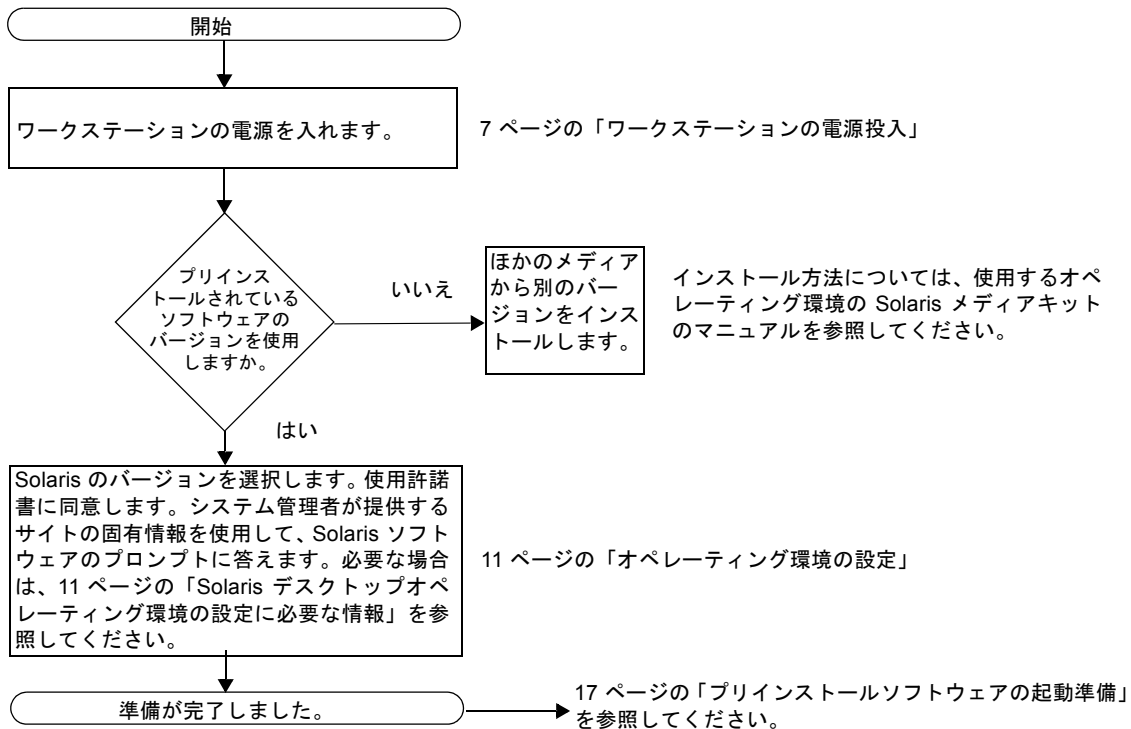 開始
ワークステーションの電源を入れます。
7 ページの「ワークステーションの電源投入」
プリインス
トールされている
ソフトウェアの
バージョンを使用
しますか。
いいえ
ほかのメディア
から別のバー
ジョンをインス
トールします。
インストール方法については、使用するオペ
レーティング環境の Solaris メディアキット
のマニュアルを参照してください。
はい
Solaris のバージョンを選択します。使用許諾
書に同意します。システム管理者が提供する
サイトの固有情報を使用して、Solaris ソフト
ウェアのプロンプトに答えます。必要な場合
は、11 ページの「Solaris デスクトップオペ
レーティング環境の設定に必要な情報」を参
照してください。
11 ページの「オペレーティング環境の設定」
準備が完了しました。
17 ページの「プリインストールソフトウェアの起動準備」
を参照してください。